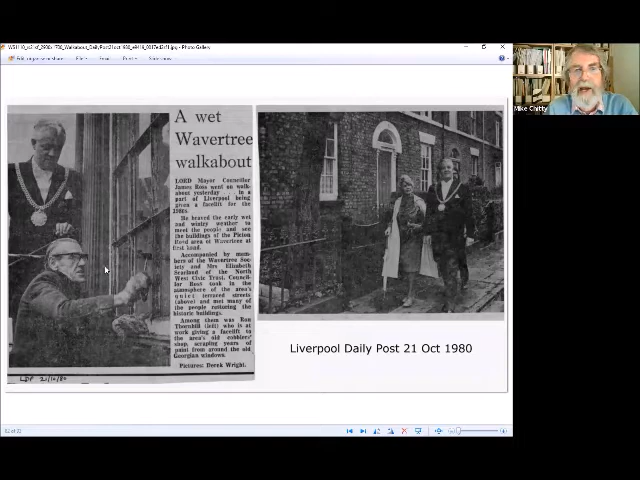 Photo Gallery
File
Print
Slide show
Mike Chitty
A wet
Wavertree
walkabout
LORD Mayor Councillor
James Ross went on walk-
about yesterday . . . in a
part of Liverpool being
given a facelift for the
1980s.
He braved the early wet
and wintry weather to
meet the people and see
the buildings of the Picton
Road area of Wavertree at
first hand.
Accompanied by mem-
bers of the Wavertree Soc-
iety and Mrs Elizabeth
of the North
West Civic Trust, Council-
lor Ross took in the
atmosphere of the area's
quiet terraced streets
(above) and met many of
the people restoring the
historic buildings.
Among them was Ron
Thornhill (left) who is at
work giving a facelift to
the area's old cobblers'
shop, scraping years of
paint from around the old
Georgian windows.
Pictures: Derek Wright.
LDP 21/10/80
Liverpool Daily Post 21 Oct 1980